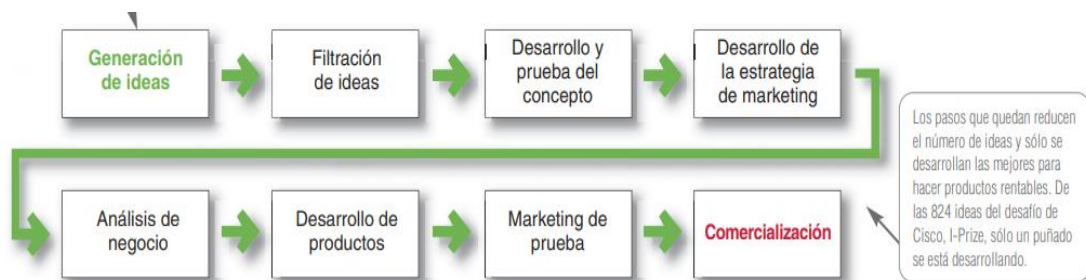 Generación
de ideas
Filtración
de ideas
Desarrollo y
prueba del
concepto
Desarrollo de
la estrategia
de marketing
Los pasos que quedan reducen
el número de ideas y sólo se
desarrollan las mejores para
hacer productos rentables. De
las 824 ideas del desafío de
Cisco, I-Prize, sólo un puñado
se está desarrollando.
Análisis de
negocio
Desarrollo de
productos
Marketing de
prueba
Comercialización